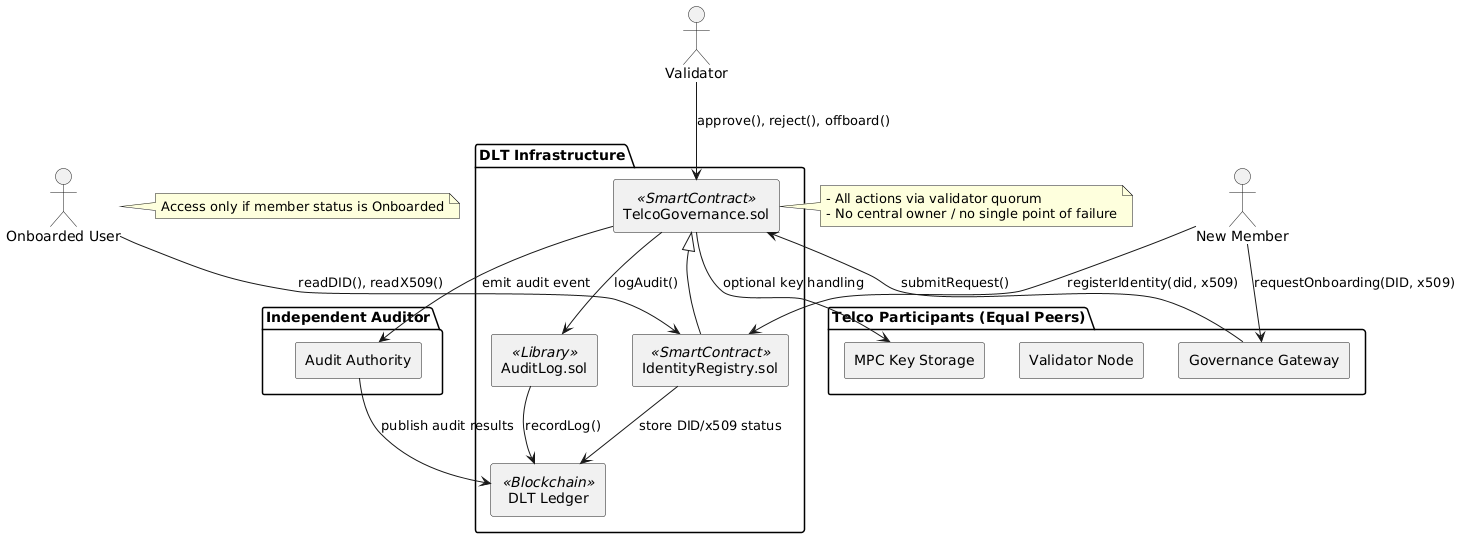 Validator
approve(), reject(), offboard()
DLT Infrastructure
«SmartContract»
TelcoGovernance.sol
- All actions via validator quorum
- No central owner / no single point of failure
Access only if member status is Onboarded
Onboarded User
New Member
readDID(), readX509()
emit audit event
logAudit()
optional key handling
submitRequest()
registerIdentity(did, x509)
requestOnboarding(DID, x509)
Independent Auditor
Telco Participants (Equal Peers)
Audit Authority
«Library»
AuditLog.sol
«SmartContract»
IdentityRegistry.sol
MPC Key Storage
Validator Node
Governance Gateway
publish audit results
recordLog()
store DID/x509 status
«Blockchain»
DLT Ledger